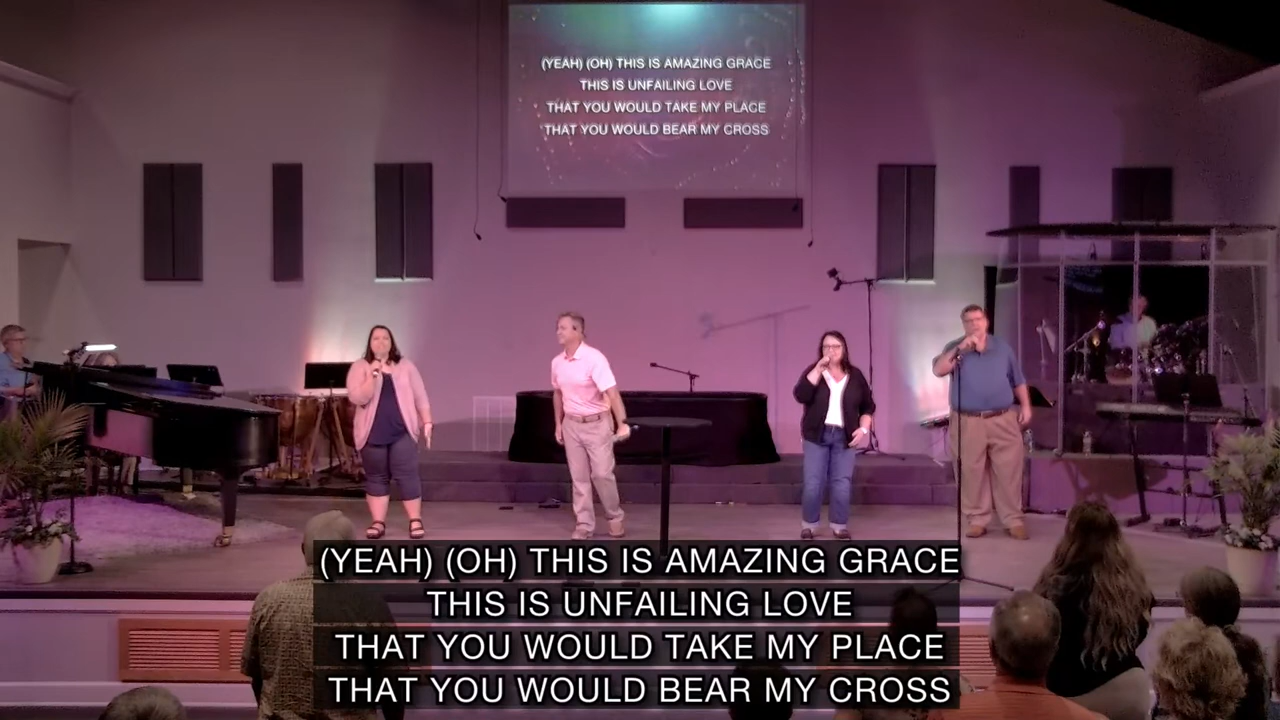 (YEAH) (OH) THIS IS AMAZING GRACE
THIS IS UNFAILING LOVE
THAT YOU WOULD TAKE MY PLACE
THAT YOU WOULD BEAR MY CROSS
(YEAH) (OH) THIS IS AMAZING GRACE
THIS IS UNFAILING LOVE
THAT YOU WOULD TAKE MY PLACE
THAT YOU WOULD BEAR MY CROSS